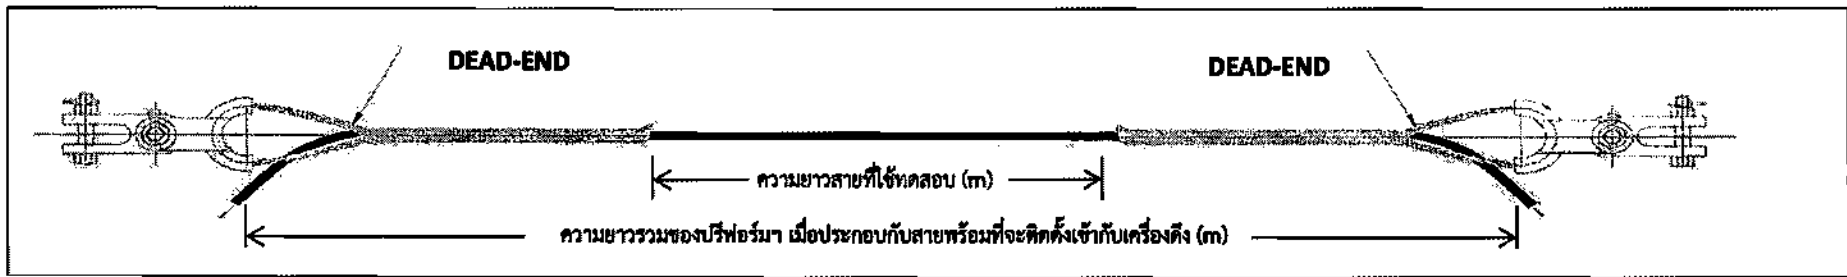 DEAD-END
DEAD-END
ความยาวสายที่ใช้ทดสอบ (m)
ความยาวรวมของปรีฟอร์มฯ เมื่อประกอบกับสายพร้อมที่จะติดตั้งเข้ากับเครื่องดึง (m)